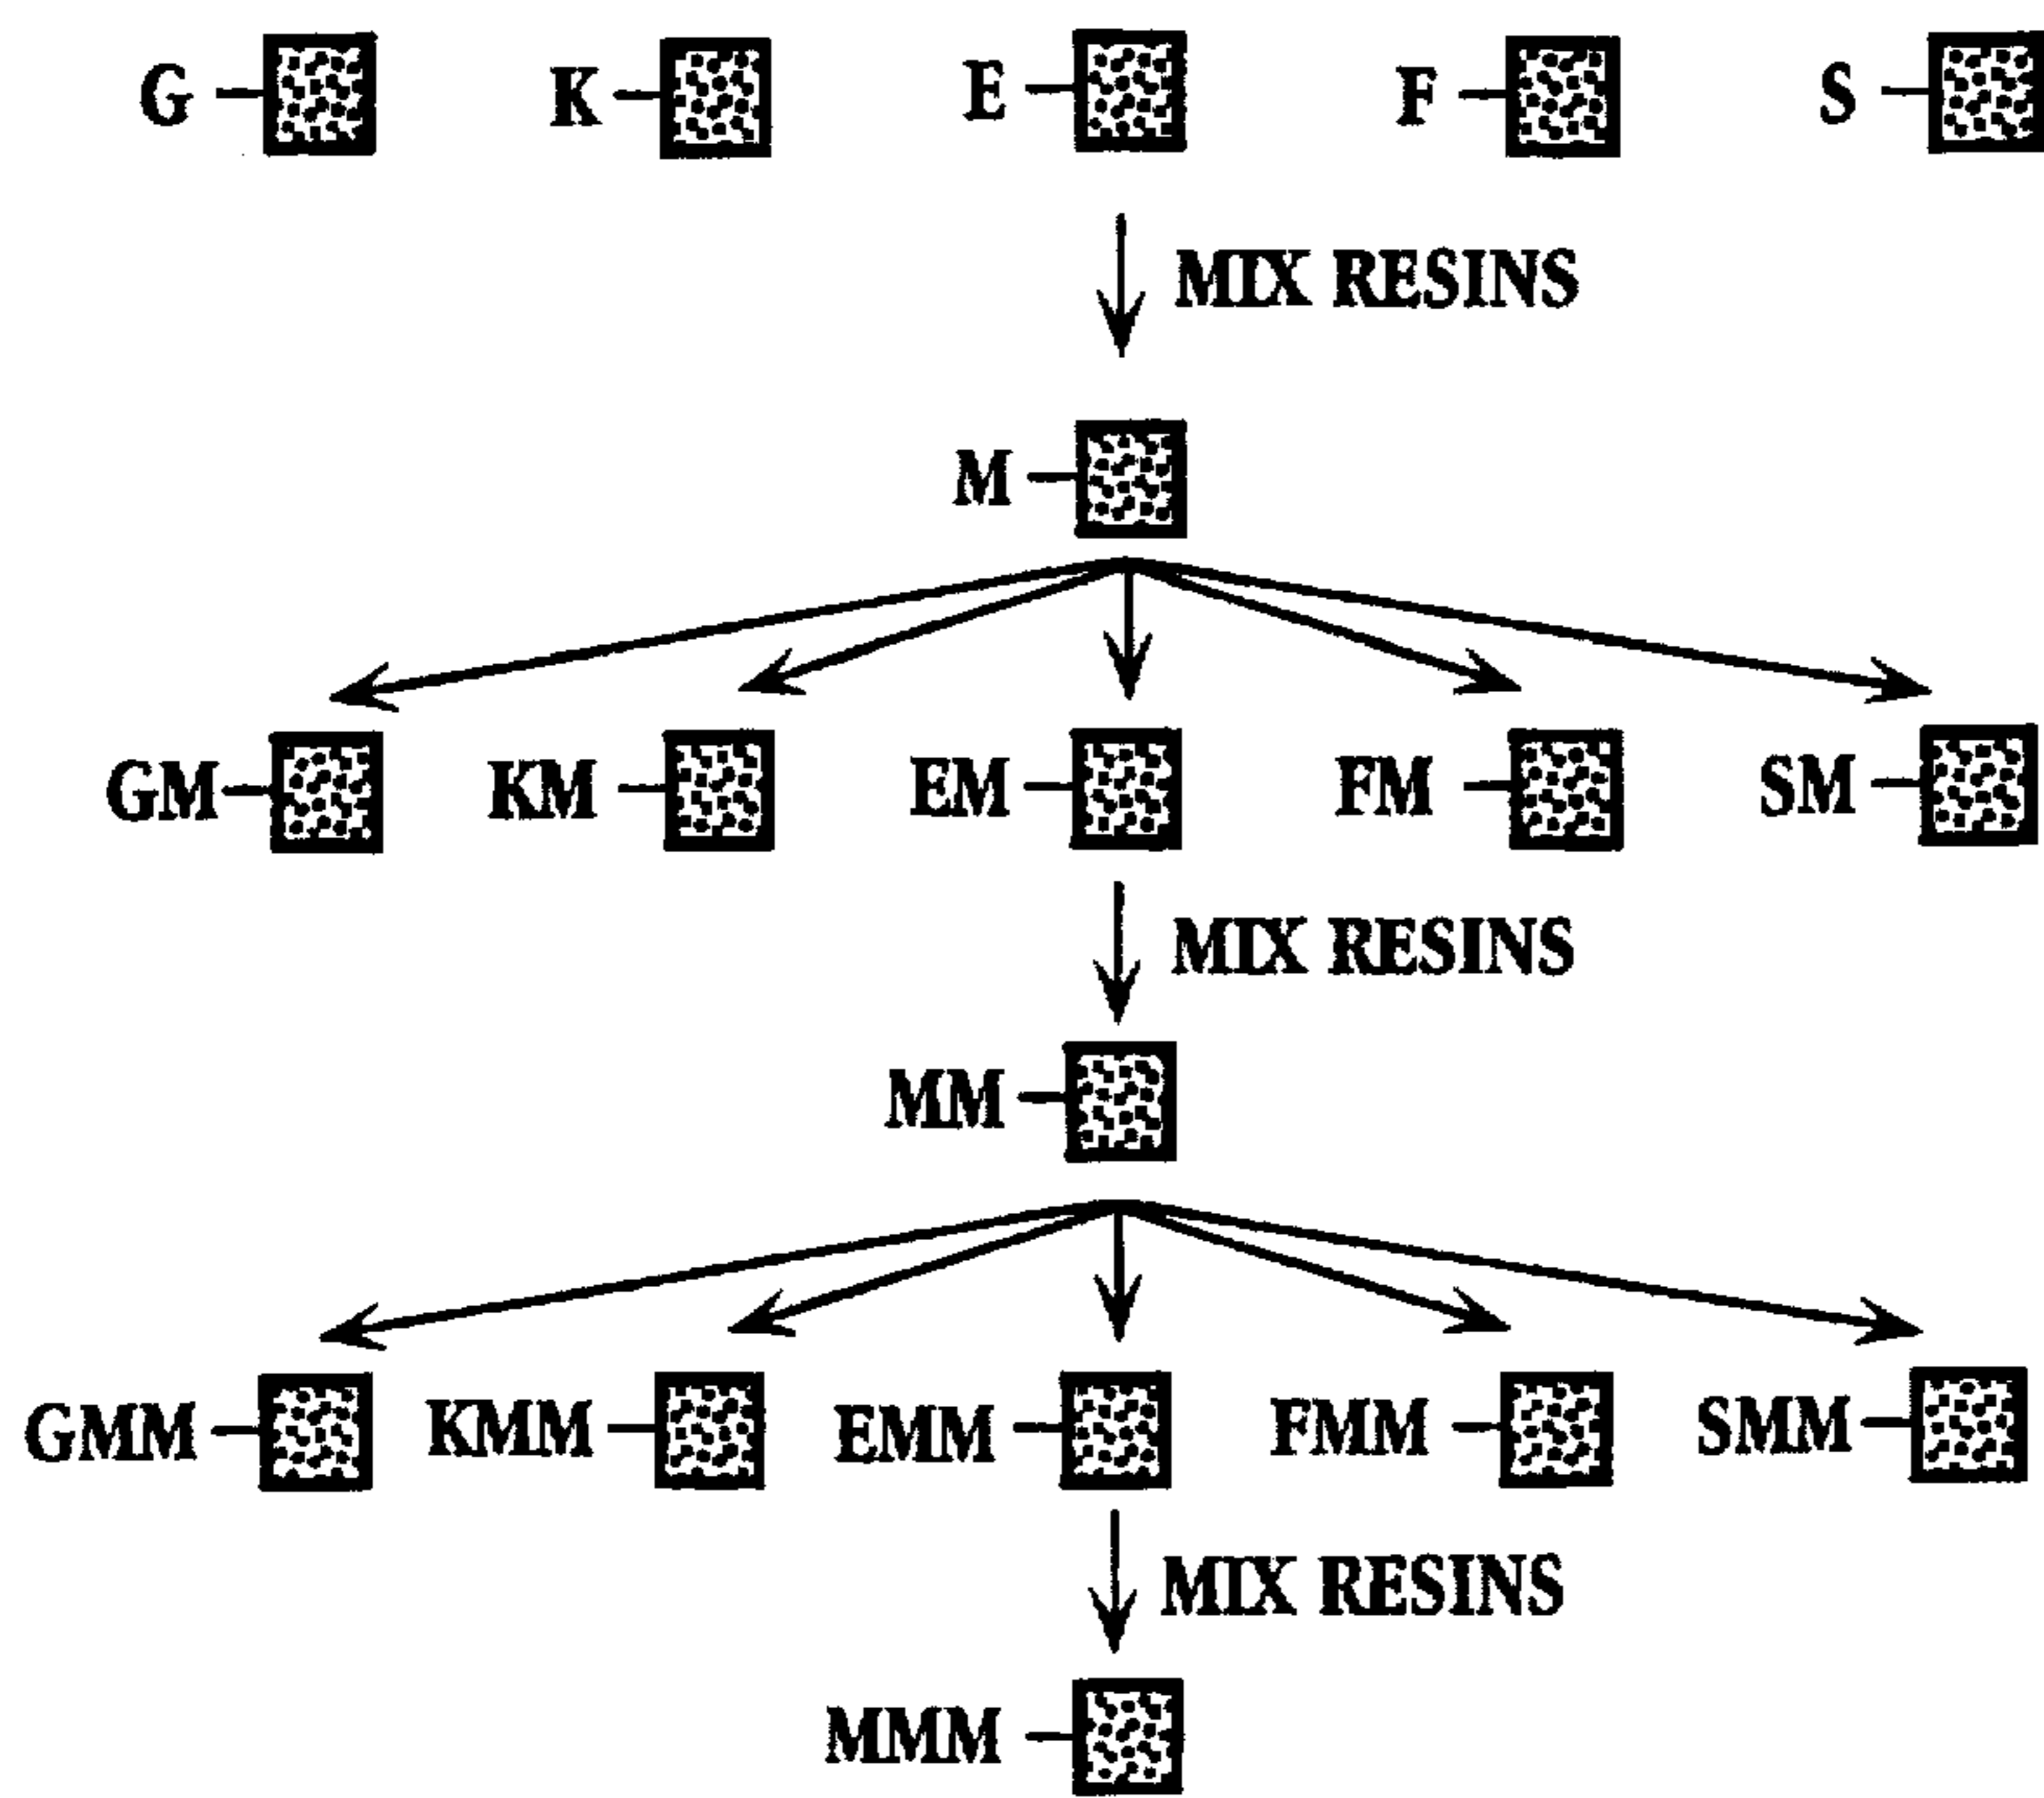 G K E F S
MIX RESINS
M
GM KM EM FM SM
MIX RESINS
MM
GMM KMM EMM FMM SMM
MIX RESINS
MMM